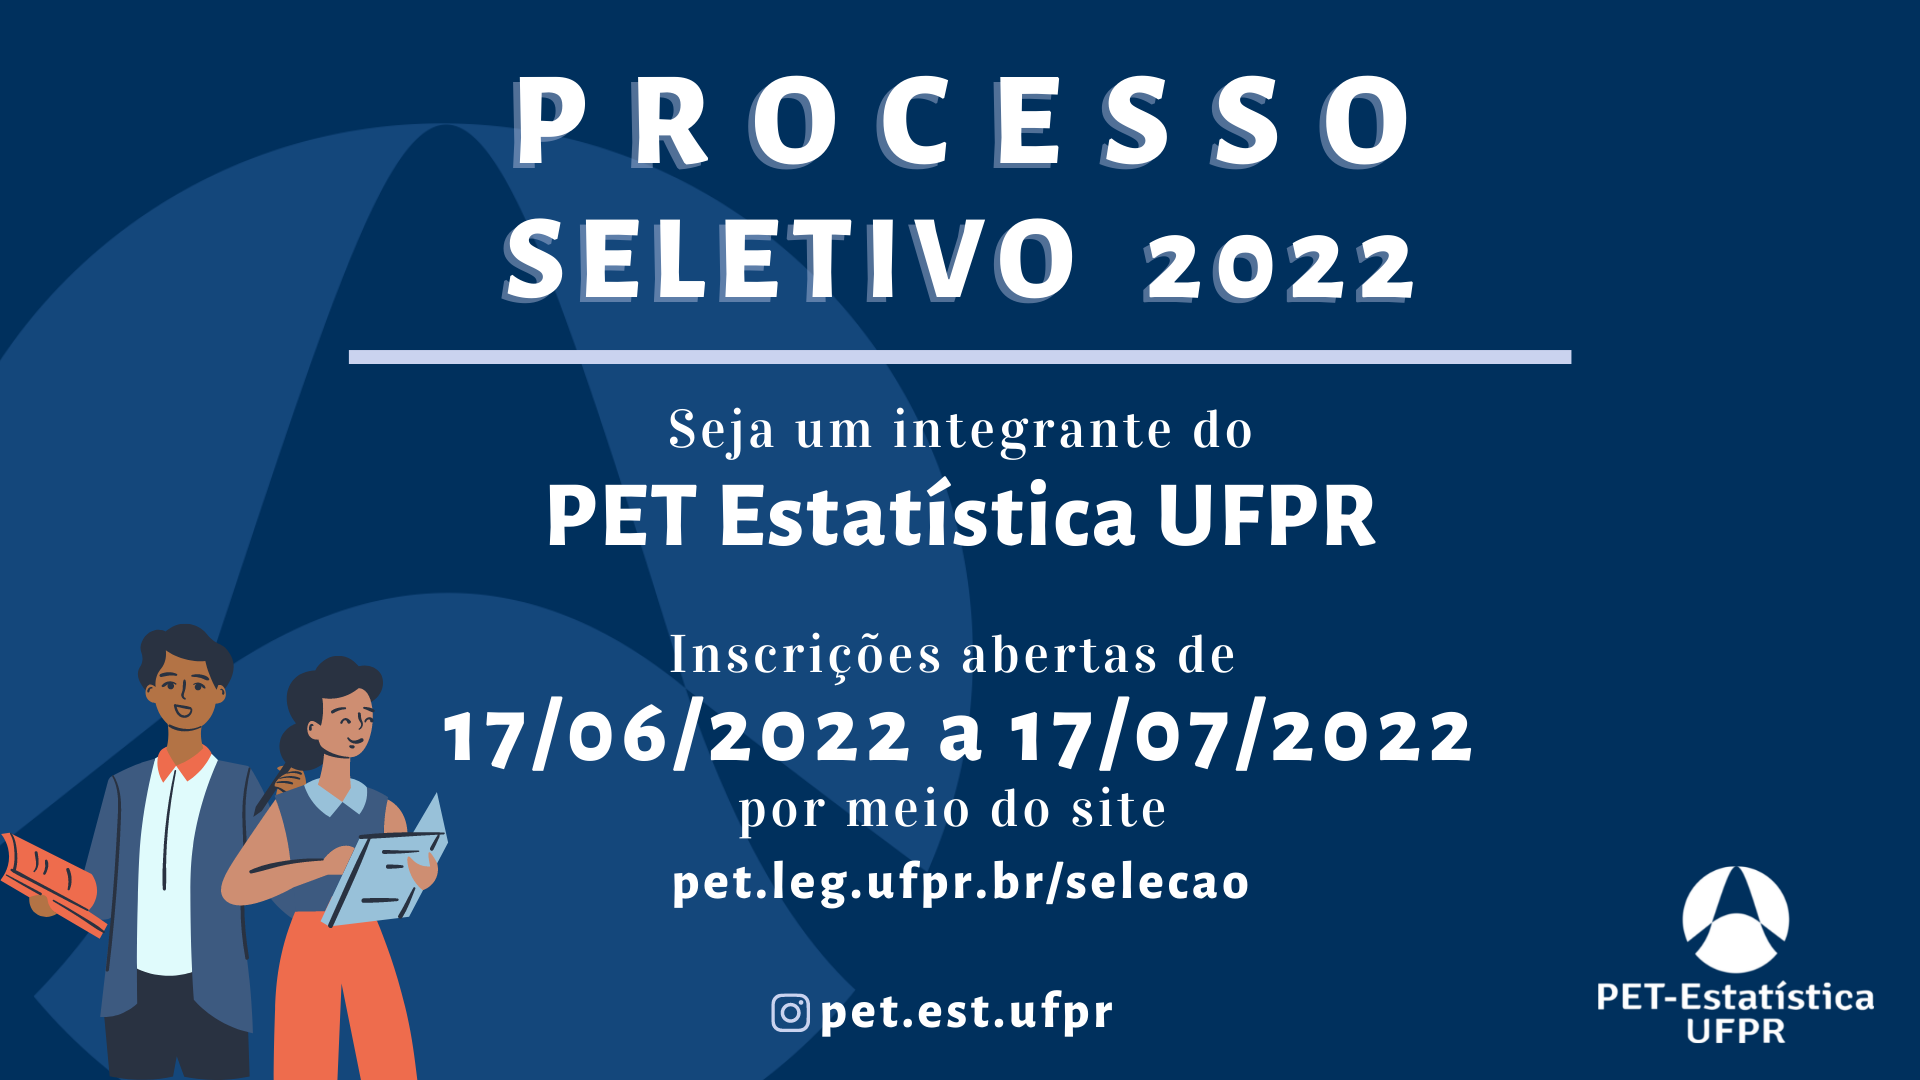 PROCESSO
SELETIVO 2022
Seja um integrante do
PET Estatística UFPR
Inscrições abertas de
17/06/2022 a 17/07/2022
por meio do site
pet.leg.ufpr.br/selecao
pet.est.ufpr
PET-Estatística
UFPR